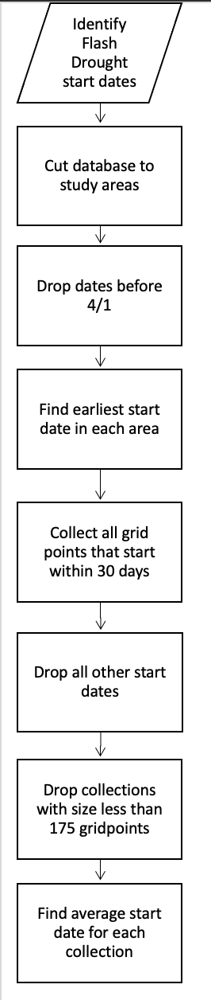 Identify
Flash
Drought
start dates
Cut database to
study areas
Drop dates before
4/1
Find earliest start
date in each area
Collect all grid
points that start
within 30 days
Drop all other start
dates
Drop collections
with size less than
175 gridpoints
Find average start
date for each
collection